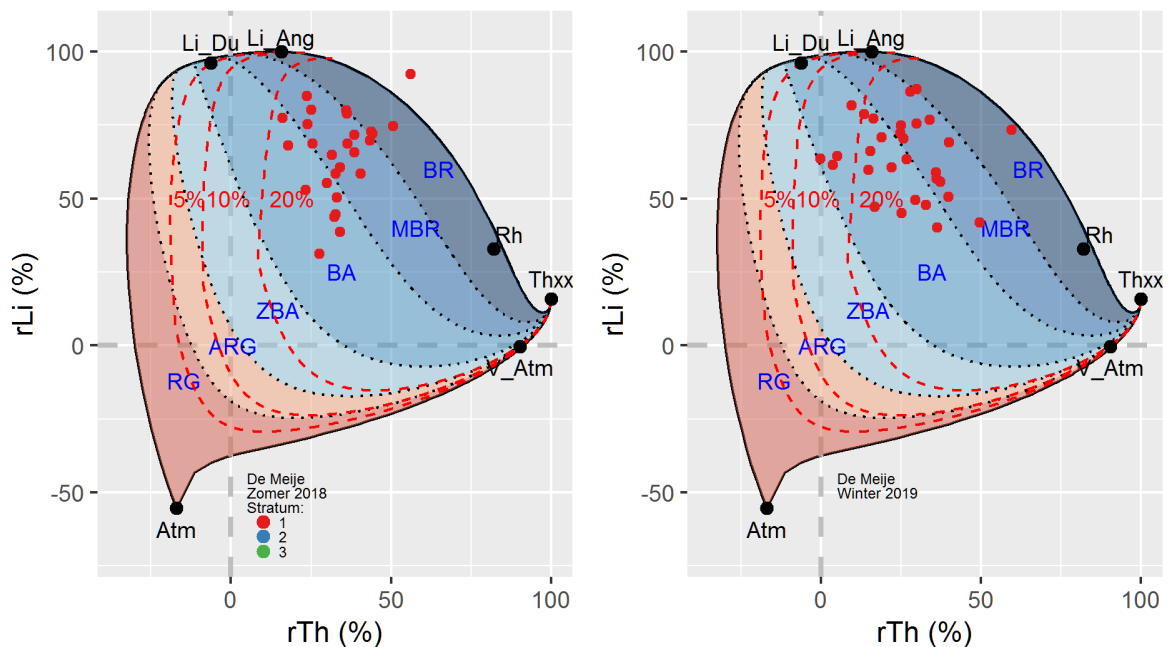 Li_Du Li_Ang
100
BR
5% 10% 20%
50
MBR
Rh
BA
Thxx
ZBA
ARG
0
V_Atm
RG
-50
De Meije
Zomer 2018
Stratum:
1
2
3
Atm
0 50 100
rTh (%)
rLi (%)
Li_Du Li_Ang
100
BR
5% 10% 20%
50
MBR
Rh
BA
Thxx
ZBA
ARG
0
V_Atm
RG
-50
De Meije
Winter 2019
Atm
0 50 100
rTh (%)
rLi (%)